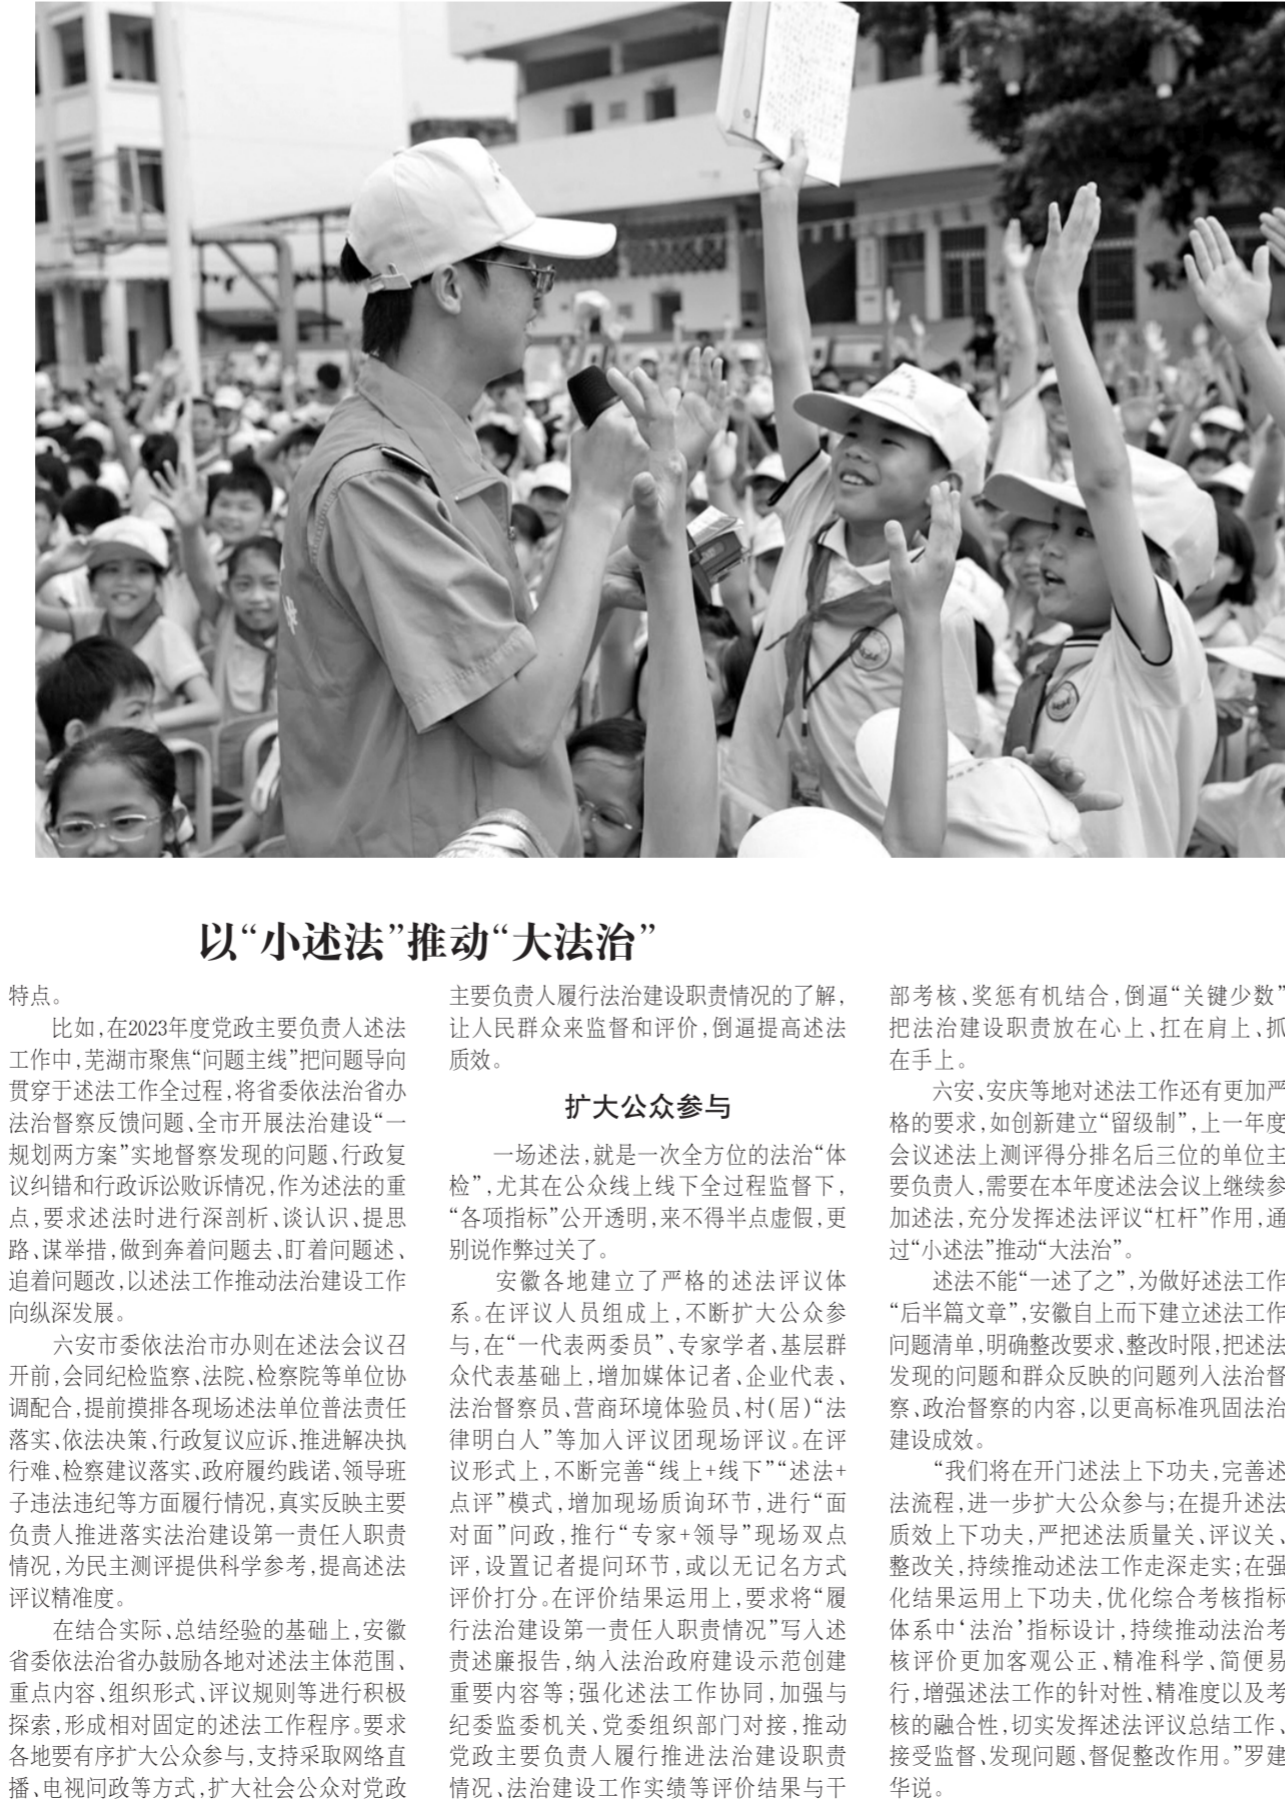 以“小述法”推动“大法治”
特点。
比如,在2023年度党政主要负责人述法
工作中,芜湖市聚焦“问题主线”把问题导向
贯穿于述法工作全过程,将省委依法治省办
法治督察反馈问题、全市开展法治建设“一
规划两方案”实地督察发现的问题、行政复
议纠错和行政诉讼败诉情况,作为述法的重
点,要求述法时进行深剖析、谈认识、提思
路、谋举措,做到奔着问题去、盯着问题述、
追着问题改,以述法工作推动法治建设工作
向纵深发展。
六安市委依法治市办则在述法会议召
开前,会同纪检监察、法院、检察院等单位协
调配合,提前摸排各现场述法单位普法责任
落实、依法决策、行政复议应诉、推进解决执
行难、检察建议落实、政府履约践诺、领导班
子违法违纪等方面履行情况,真实反映主要
负责人推进落实法治建设第一责任人职责
情况,为民主测评提供科学参考,提高述法
评议精准度。
在结合实际、总结经验的基础上,安徽
省委依法治省办鼓励各地对述法主体范围、
重点内容、组织形式、评议规则等进行积极
探索,形成相对固定的述法工作程序。要求
各地要有序扩大公众参与,支持采取网络直
播、电视问政等方式,扩大社会公众对党政
主要负责人履行法治建设职责情况的了解,
让人民群众来监督和评价,倒逼提高述法
质效。
扩大公众参与
一场述法,就是一次全方位的法治“体
检”,尤其在公众线上线下全过程监督下,
“各项指标”公开透明,来不得半点虚假,更
别说作弊过关了。
安徽各地建立了严格的述法评议体
系。在评议人员组成上,不断扩大公众参
与,在“一代表两委员”、专家学者、基层群
众代表基础上,增加媒体记者、企业代表、
法治督察员、营商环境体验员、村(居)“法
律明白人”等加入评议团现场评议。在评
议形式上,不断完善“线上+线下”“述法+
点评”模式,增加现场质询环节,进行“面
对面”问政,推行“专家+领导”现场双点
评,设置记者提问环节,或以无记名方式
评价打分。在评价结果运用上,要求将“履
行法治建设第一责任人职责情况”写入述
责述廉报告,纳入法治政府建设示范创建
重要内容等;强化述法工作协同,加强与
纪委监委机关、党委组织部门对接,推动
党政主要负责人履行推进法治建设职责
情况、法治建设工作实绩等评价结果与干
部考核、奖惩有机结合,倒逼“关键少数”
把法治建设职责放在心上、扛在肩上、抓
在手上。
六安、安庆等地对述法工作还有更加严
格的要求,如创新建立“留级制”,上一年度
会议述法上测评得分排名后三位的单位主
要负责人,需要在本年度述法会议上继续参
加述法,充分发挥述法评议“杠杆”作用,通
过“小述法”推动“大法治”。
述法不能“一述了之”,为做好述法工作
“后半篇文章”,安徽自上而下建立述法工作
问题清单,明确整改要求、整改时限,把述法
发现的问题和群众反映的问题列入法治督
察、政治督察的内容,以更高标准巩固法治
建设成效。
“我们将在开门述法上下功夫,完善述
法流程,进一步扩大公众参与;在提升述法
质效上下功夫,严把述法质量关、评议关、
整改关,持续推动述法工作走深走实;在强
化结果运用上下功夫,优化综合考核指标
体系中‘法治’指标设计,持续推动法治考
核评价更加客观公正、精准科学、简便易
行,增强述法工作的针对性、精准度以及考
核的融合性,切实发挥述法评议总结工作、
接受监督、发现问题、督促整改作用。”罗建
华说。